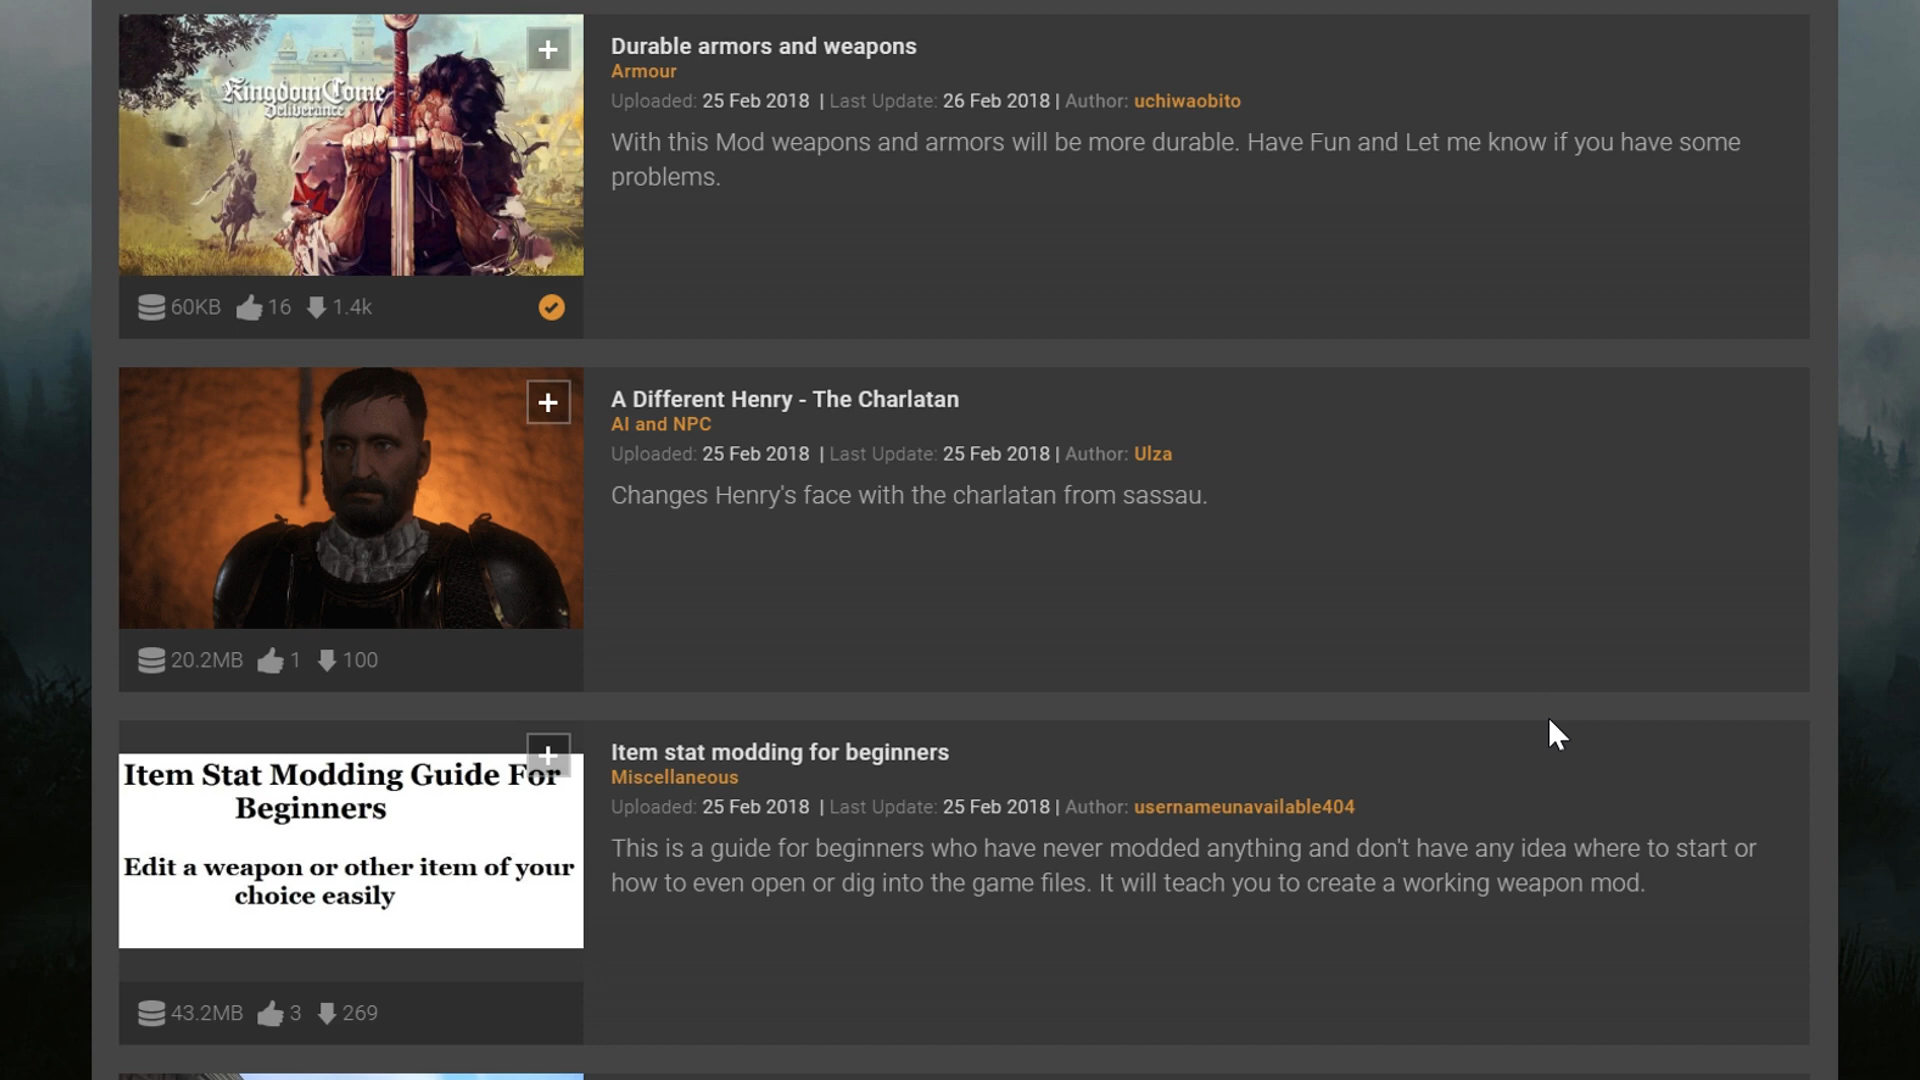 Kingdom Come
Deliverance
Durable armors and weapons
Armour
Uploaded: 25 Feb 2018 | Last Update: 26 Feb 2018 | Author: uchiwaobito
With this Mod weapons and armors will be more durable. Have Fun and Let me know if you have some
problems.
60KB 16 1.4k
A Different Henry - The Charlatan
AI and NPC
Uploaded: 25 Feb 2018 | Last Update: 25 Feb 2018 | Author: Ulza
Changes Henry's face with the charlatan from sassau.
20.2MB 1 100
Item Stat Modding Guide For
Beginners
Edit a weapon or other item of your
choice easily
Item stat modding for beginners
Miscellaneous
Uploaded: 25 Feb 2018 | Last Update: 25 Feb 2018 | Author: usernameunavailable404
This is a guide for beginners who have never modded anything and don't have any idea where to start or
how to even open or dig into the game files. It will teach you to create a working weapon mod.
43.2MB 3 269